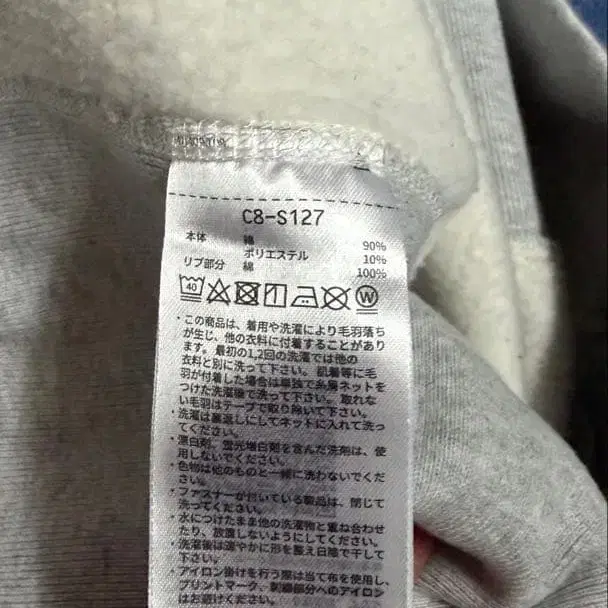 C8-S127
本体 綿 90%
ポリエステル 10%
リブ部分 綿 100%
40
W
・この商品は、着用や洗濯により毛羽落ち
が生じ、他の衣料に付着することがあり
ます。最初の1,2回の洗濯では他の
衣料と別に洗って下さい。肌着等に毛
羽が付着した場合は単独で糸屑ネットを
つけた洗濯機で洗って下さい。取れな
い毛羽はテープで取り除いて下さい。
・洗濯は裏返しにしてネットに入れて洗っ
てください。
・漂白剤、蛍光増白剤を含んだ洗剤は、使
用しないでください。
・色物は他のものと一緒に洗わないでくだ
さい。
・ファスナーが付いている製品は、閉じて
洗ってください。
・水につけたまま他の洗濯物と重ね合わせ
たり、放置しないようにしてください。
・洗濯後は速やかに形を整え日陰で干して
下さい。
・アイロン掛けを行う際は当て布を使用し、
プリントマーク、刺繍部分へのアイロン
はお避けください。